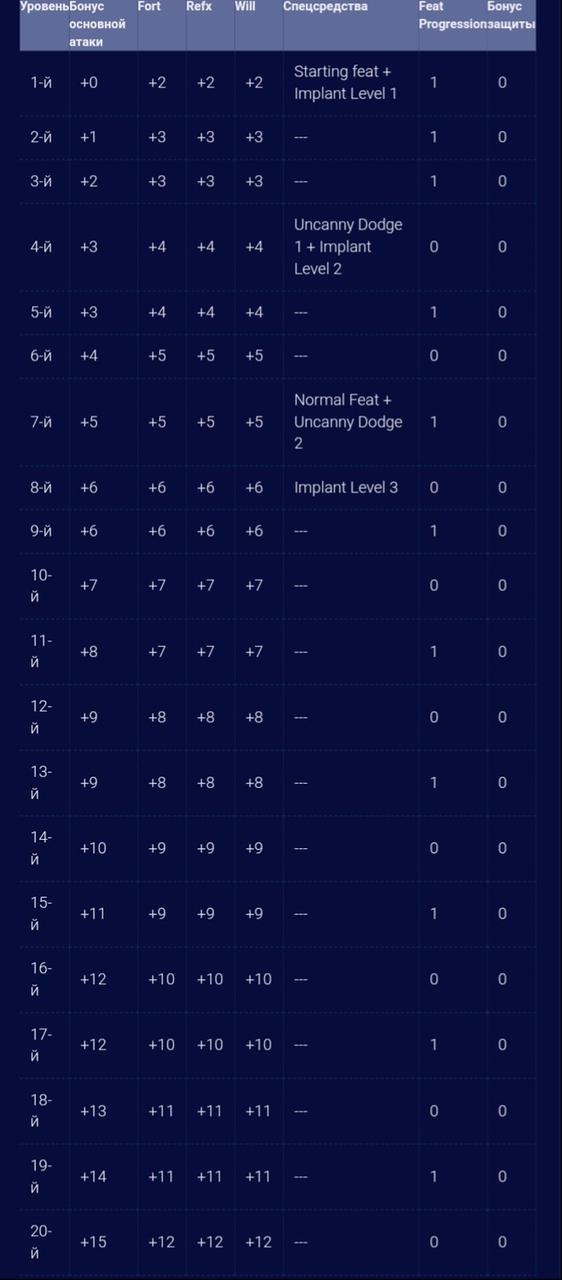 Уровень Бонус основной атаки Fort Refx Will Спецсредства Feat Progression Бонус защиты
1-й +0 +2 +2 +2 Starting feat + Implant Level 1 1 0
2-й +1 +3 +3 +3 --- 1 0
3-й +2 +3 +3 +3 --- 1 0
4-й +3 +4 +4 +4 Uncanny Dodge 1 + Implant Level 2 0 0
5-й +3 +4 +4 +4 --- 1 0
6-й +4 +5 +5 +5 --- 0 0
7-й +5 +5 +5 +5 Normal Feat + Uncanny Dodge 2 1 0
8-й +6 +6 +6 +6 Implant Level 3 0 0
9-й +6 +6 +6 +6 --- 1 0
10-й +7 +7 +7 +7 --- 0 0
11-й +8 +7 +7 +7 --- 1 0
12-й +9 +8 +8 +8 --- 0 0
13-й +9 +8 +8 +8 --- 1 0
14-й +10 +9 +9 +9 --- 0 0
15-й +11 +9 +9 +9 --- 1 0
16-й +12 +10 +10 +10 --- 0 0
17-й +12 +10 +10 +10 --- 1 0
18-й +13 +11 +11 +11 --- 0 0
19-й +14 +11 +11 +11 --- 1 0
20-й +15 +12 +12 +12 --- 0 0